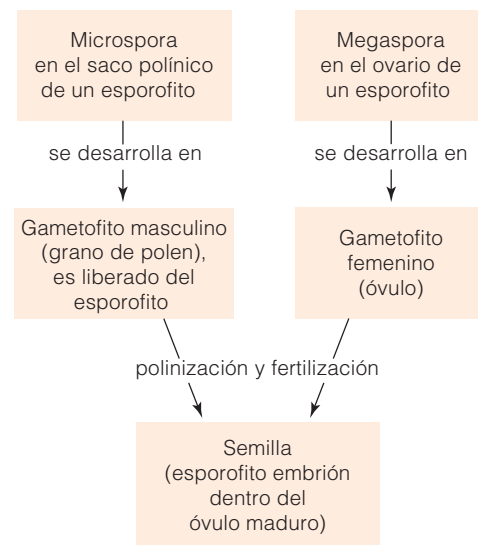 Microspora
en el saco polínico
de un esporofito
Megaspora
en el ovario de
un esporofito
se desarrolla en
se desarrolla en
Gametofito masculino
(grano de polen),
es liberado del
esporofito
Gametofito
femenino
(óvulo)
polinización y fertilización
Semilla
(esporofito embrión
dentro del
óvulo maduro)